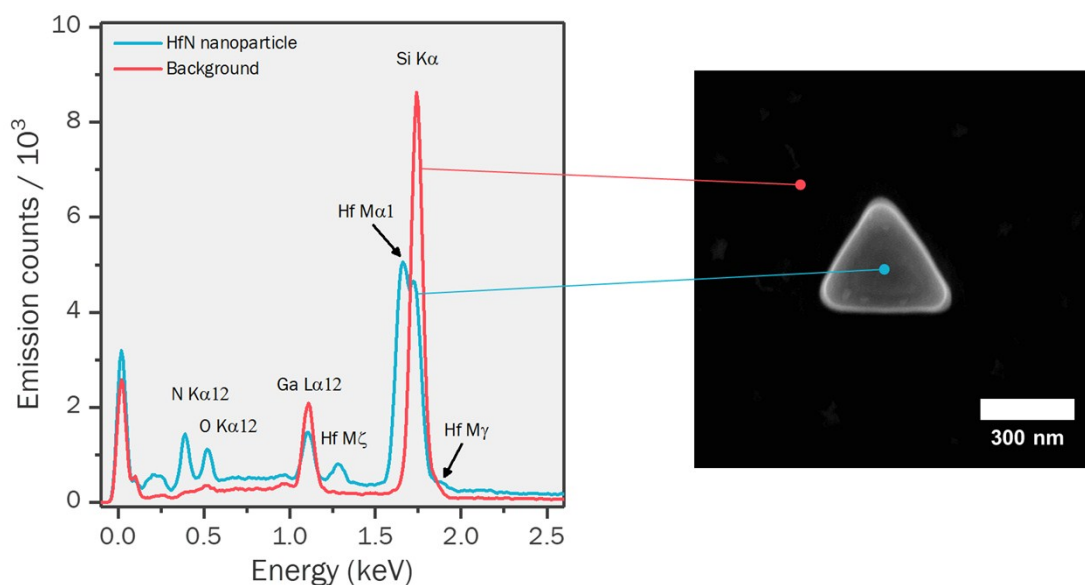 HfN nanoparticle
Background
Si Kα
Hf Mα1
N Kα12
O Kα12
Ga Lα12
Hf Mζ
Hf Mγ
Emission counts / 10³
10
8
6
4
2
0
0.0 0.5 1.0 1.5 2.0 2.5
Energy (keV)
300 nm